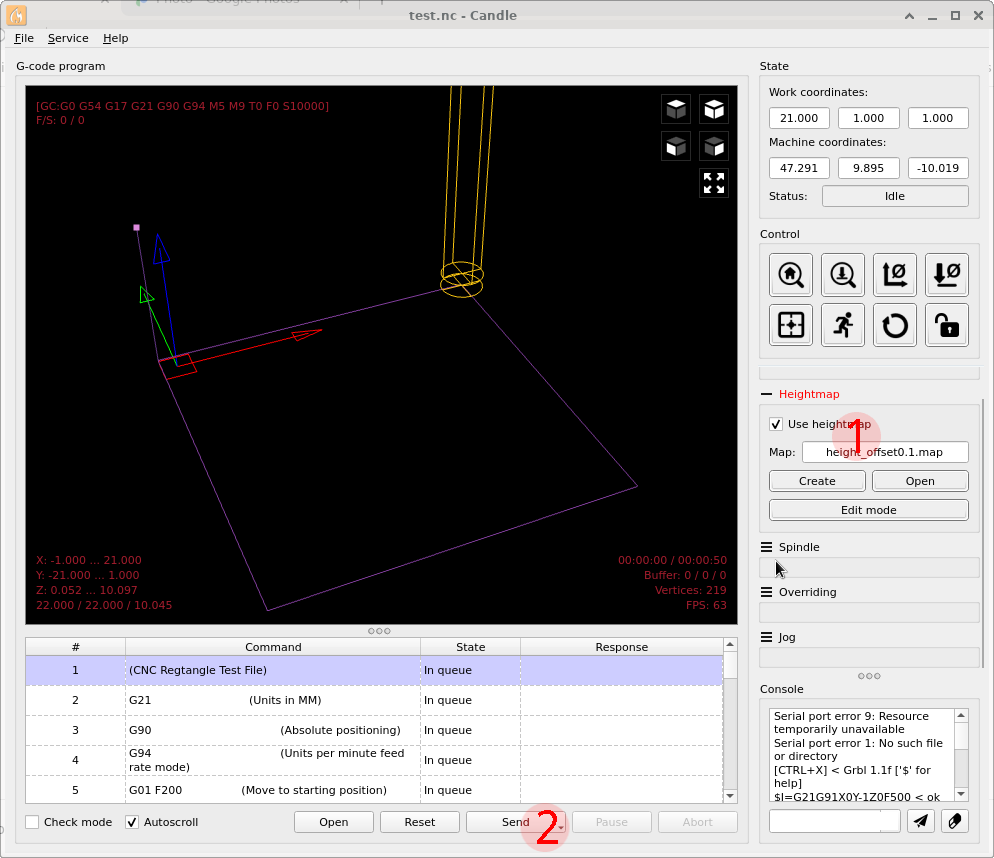 Photo - Google Photos
test.nc - Candle
File Service Help
G-code program
[GC:G0 G54 G17 G21 G90 G94 M5 M9 T0 F0 S10000]
F/S: 0 / 0
X: -1.000 ... 21.000
Y: -21.000 ... 1.000
Z: 0.052 ... 10.097
22.000 / 22.000 / 10.045
00:00:00 / 00:00:50
Buffer: 0 / 0 / 0
Vertices: 219
FPS: 63
# Command State Response
1 (CNC Regtangle Test File) In queue
2 G21 (Units in MM) In queue
3 G90 (Absolute positioning) In queue
4 G94 (Units per minute feed
rate mode) In queue
5 G01 F200 (Move to starting position) In queue
Check mode Autoscroll Open Reset Send 2 Pause Abort
State
Work coordinates:
21.000 1.000 1.000
Machine coordinates:
47.291 9.895 -10.019
Status: Idle
Control
Heightmap
Use heightmap
1
Map: height_offset0.1.map
Create Open
Edit mode
Spindle
Overriding
Jog
Console
Serial port error 9: Resource
temporarily unavailable
Serial port error 1: No such file
or directory
[CTRL+X] < Grbl 1.1f ['$' for
help]
$J=G21G91X0Y-1Z0F500 < ok